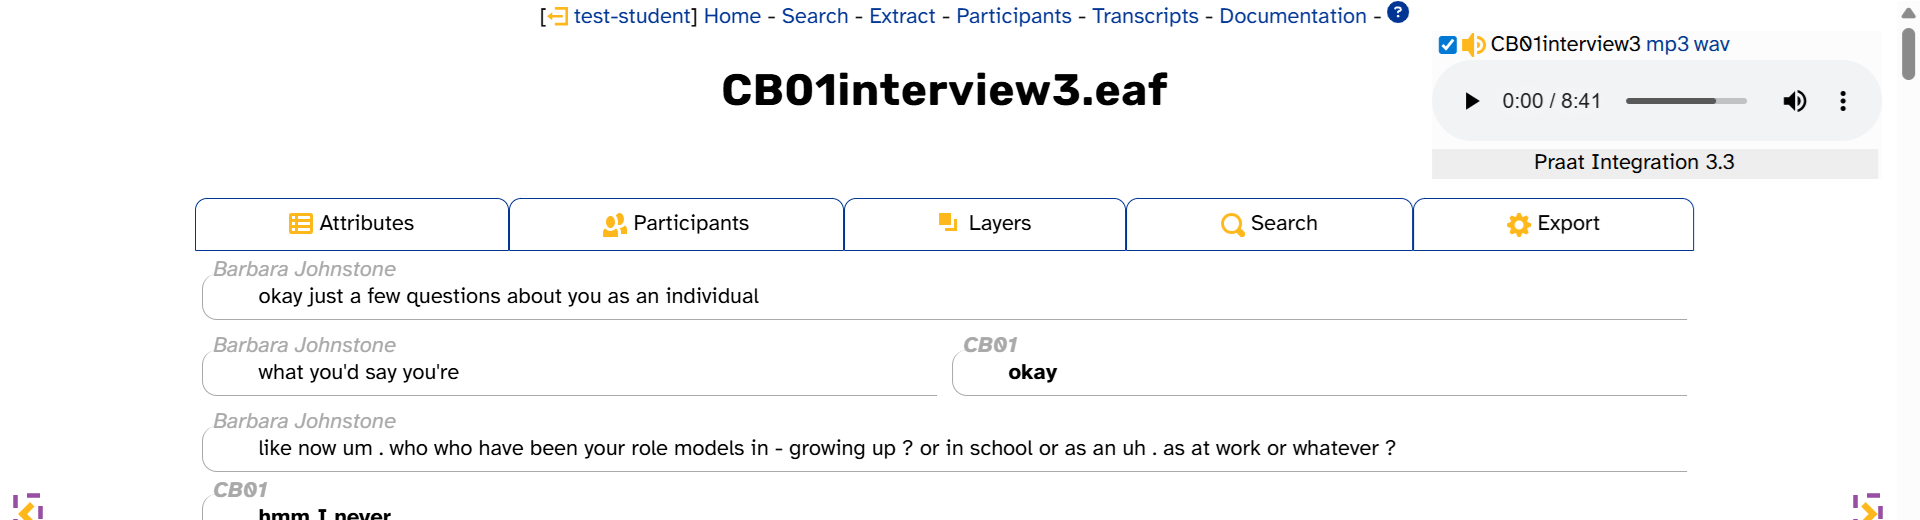 [ test-student] Home - Search - Extract - Participants - Transcripts - Documentation - ?
CB01interview3 mp3 wav
CB01interview3.eaf
0:00 / 8:41
Praat Integration 3.3
Attributes Participants Layers Search Export
Barbara Johnstone
okay just a few questions about you as an individual
Barbara Johnstone CB01
what you'd say you're okay
Barbara Johnstone
like now um . who who have been your role models in - growing up ? or in school or as an uh . as at work or whatever ?
CB01
hmm I never